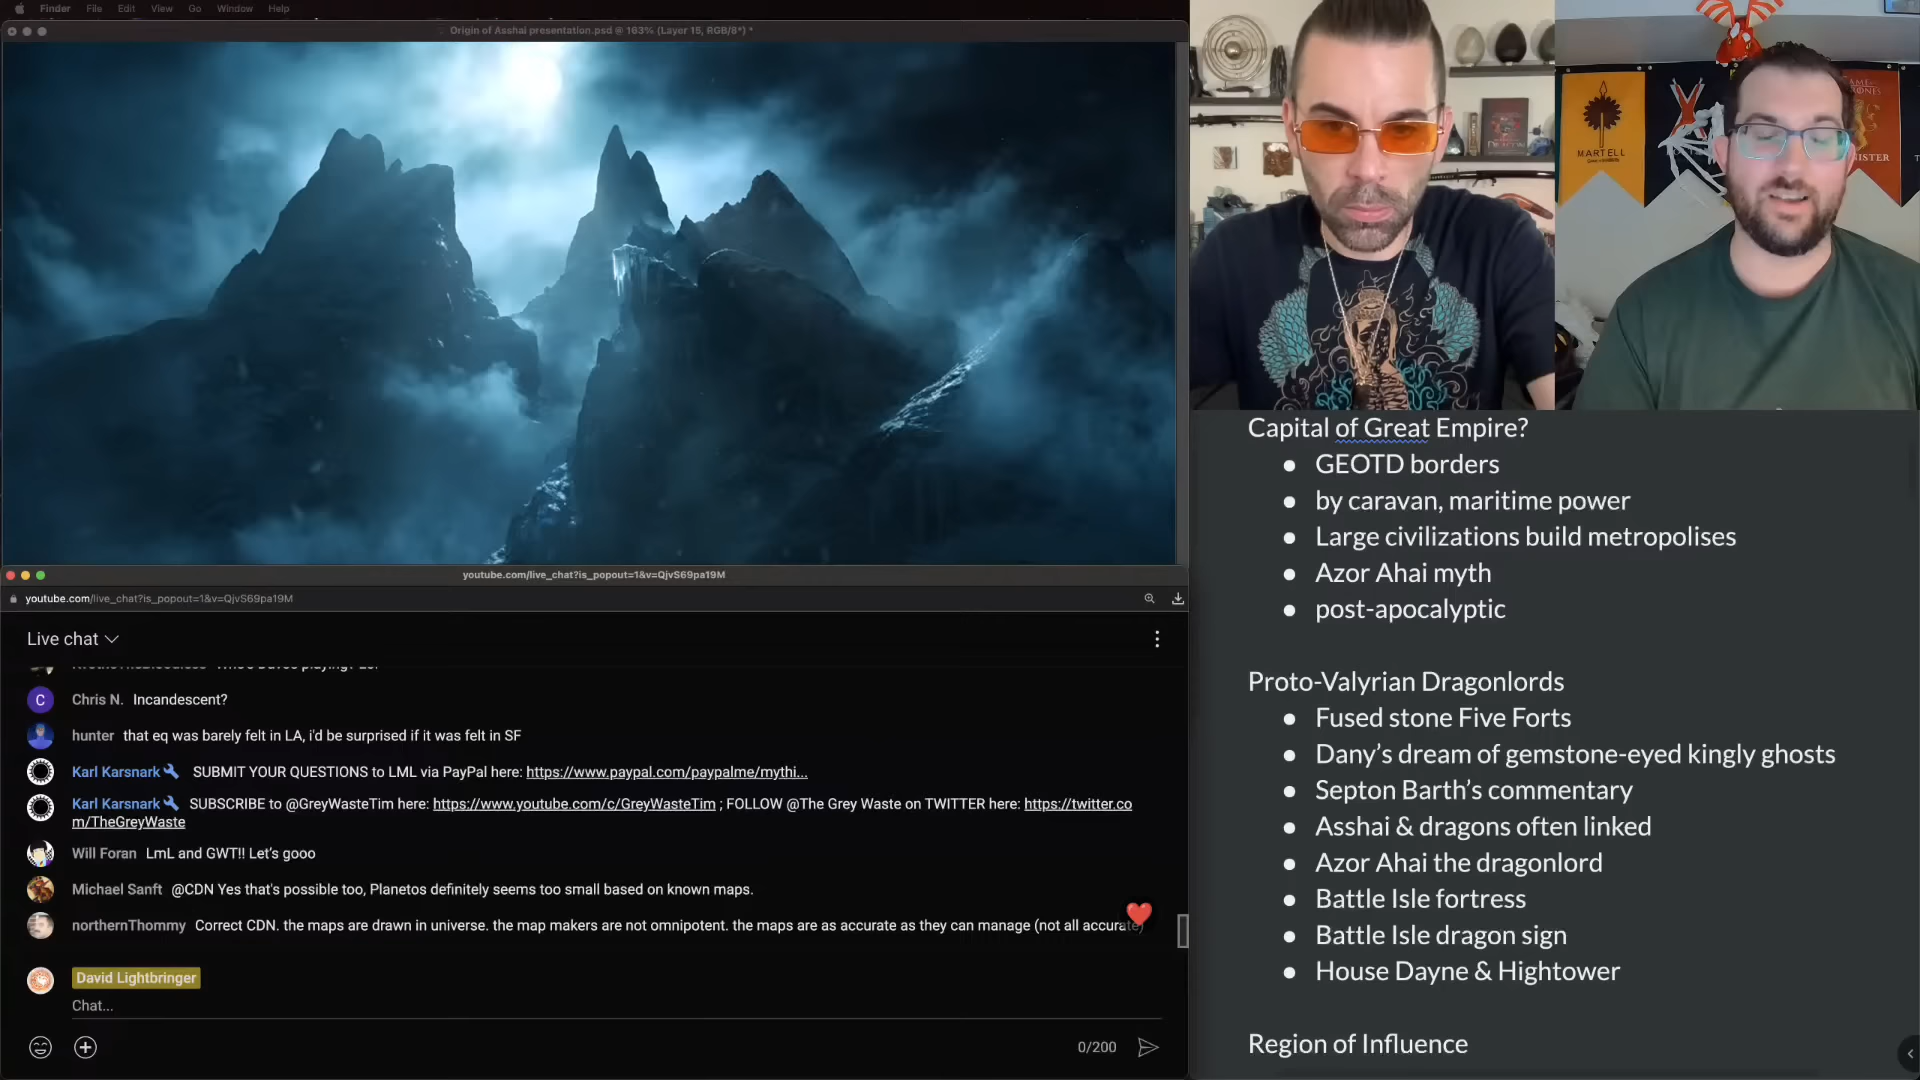 Finder File Edit View Go Window Help
Origin of Asshai presentation.psd @ 163% (Layer 15, RGB/8*) *
MARTELL
GAME OF
NISTER
DRAGON
youtube.com/live_chat?is_popout=1&v=QjvS69pa19M
youtube.com/live_chat?is_popout=1&v=QjvS69pa19M
Live chat
Chris N. Incandescent?
hunter that eq was barely felt in LA, i'd be surprised if it was felt in SF
Karl Karsnark SUBMIT YOUR QUESTIONS to LML via PayPal here: https://www.paypal.com/paypalme/mythi...
Karl Karsnark SUBSCRIBE to @GreyWasteTim here: https://www.youtube.com/c/GreyWasteTim ; FOLLOW @The Grey Waste on TWITTER here: https://twitter.co
m/TheGreyWaste
Will Foran LmL and GWT!! Let's gooo
Michael Sanft @CDN Yes that's possible too, Planetos definitely seems too small based on known maps.
northernThommy Correct CDN. the maps are drawn in universe. the map makers are not omnipotent. the maps are as accurate as they can manage (not all accurate)
David Lightbringer
Chat...
0/200
Capital of Great Empire?
● GEOTD borders
● by caravan, maritime power
● Large civilizations build metropolises
● Azor Ahai myth
● post-apocalyptic
Proto-Valyrian Dragonlords
● Fused stone Five Forts
● Dany's dream of gemstone-eyed kingly ghosts
● Septon Barth's commentary
● Asshai & dragons often linked
● Azor Ahai the dragonlord
● Battle Isle fortress
● Battle Isle dragon sign
● House Dayne & Hightower
Region of Influence